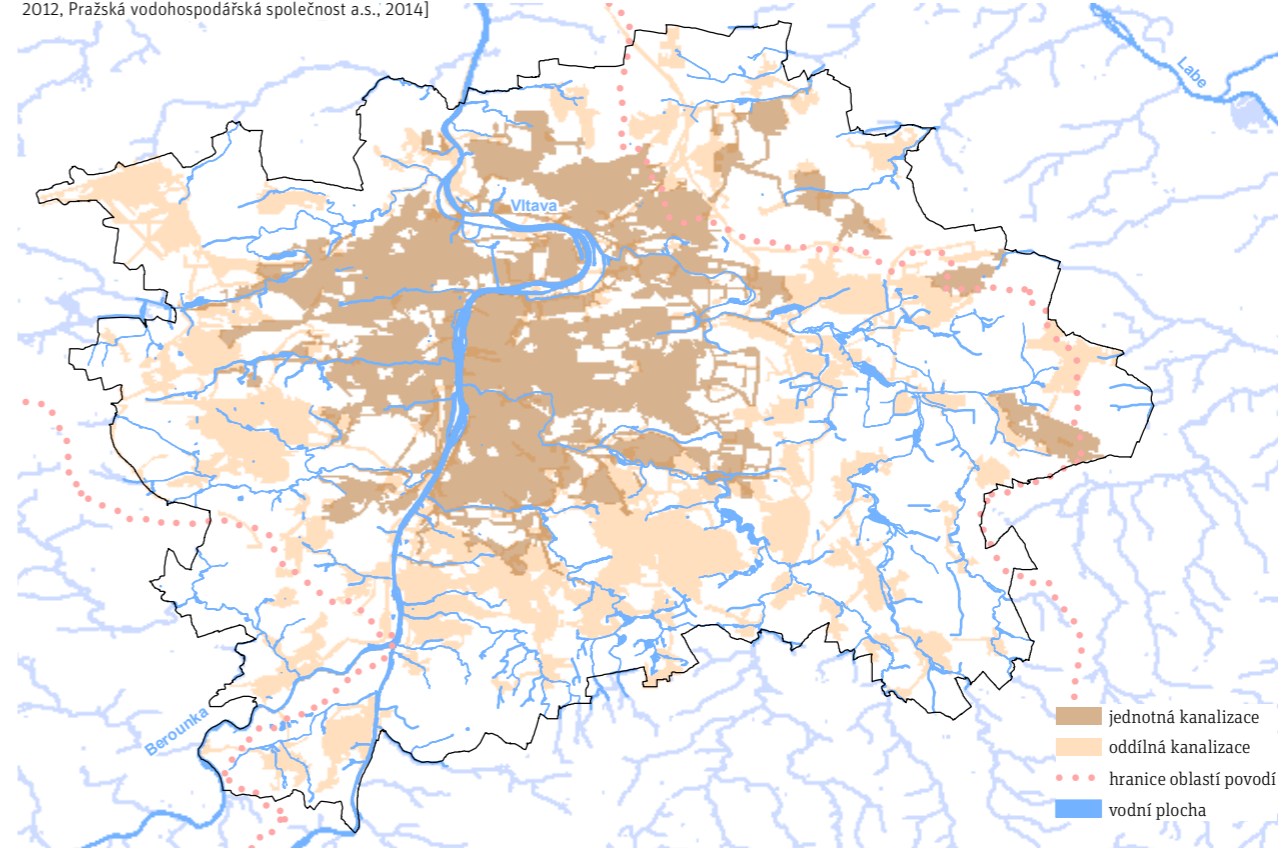 2012, Pražská vodohospodářská společnost a.s., 2014]
Labe
Vltava
Berounka
jednotná kanalizace
oddílná kanalizace
hranice oblastí povodí
vodní plocha